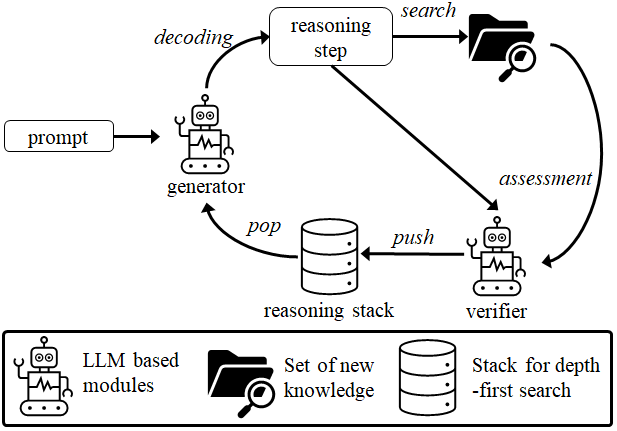 search
reasoning
step
decoding
prompt
generator
assessment
pop
push
reasoning stack
verifier
LLM based
modules
Set of new
knowledge
Stack for depth
-first search